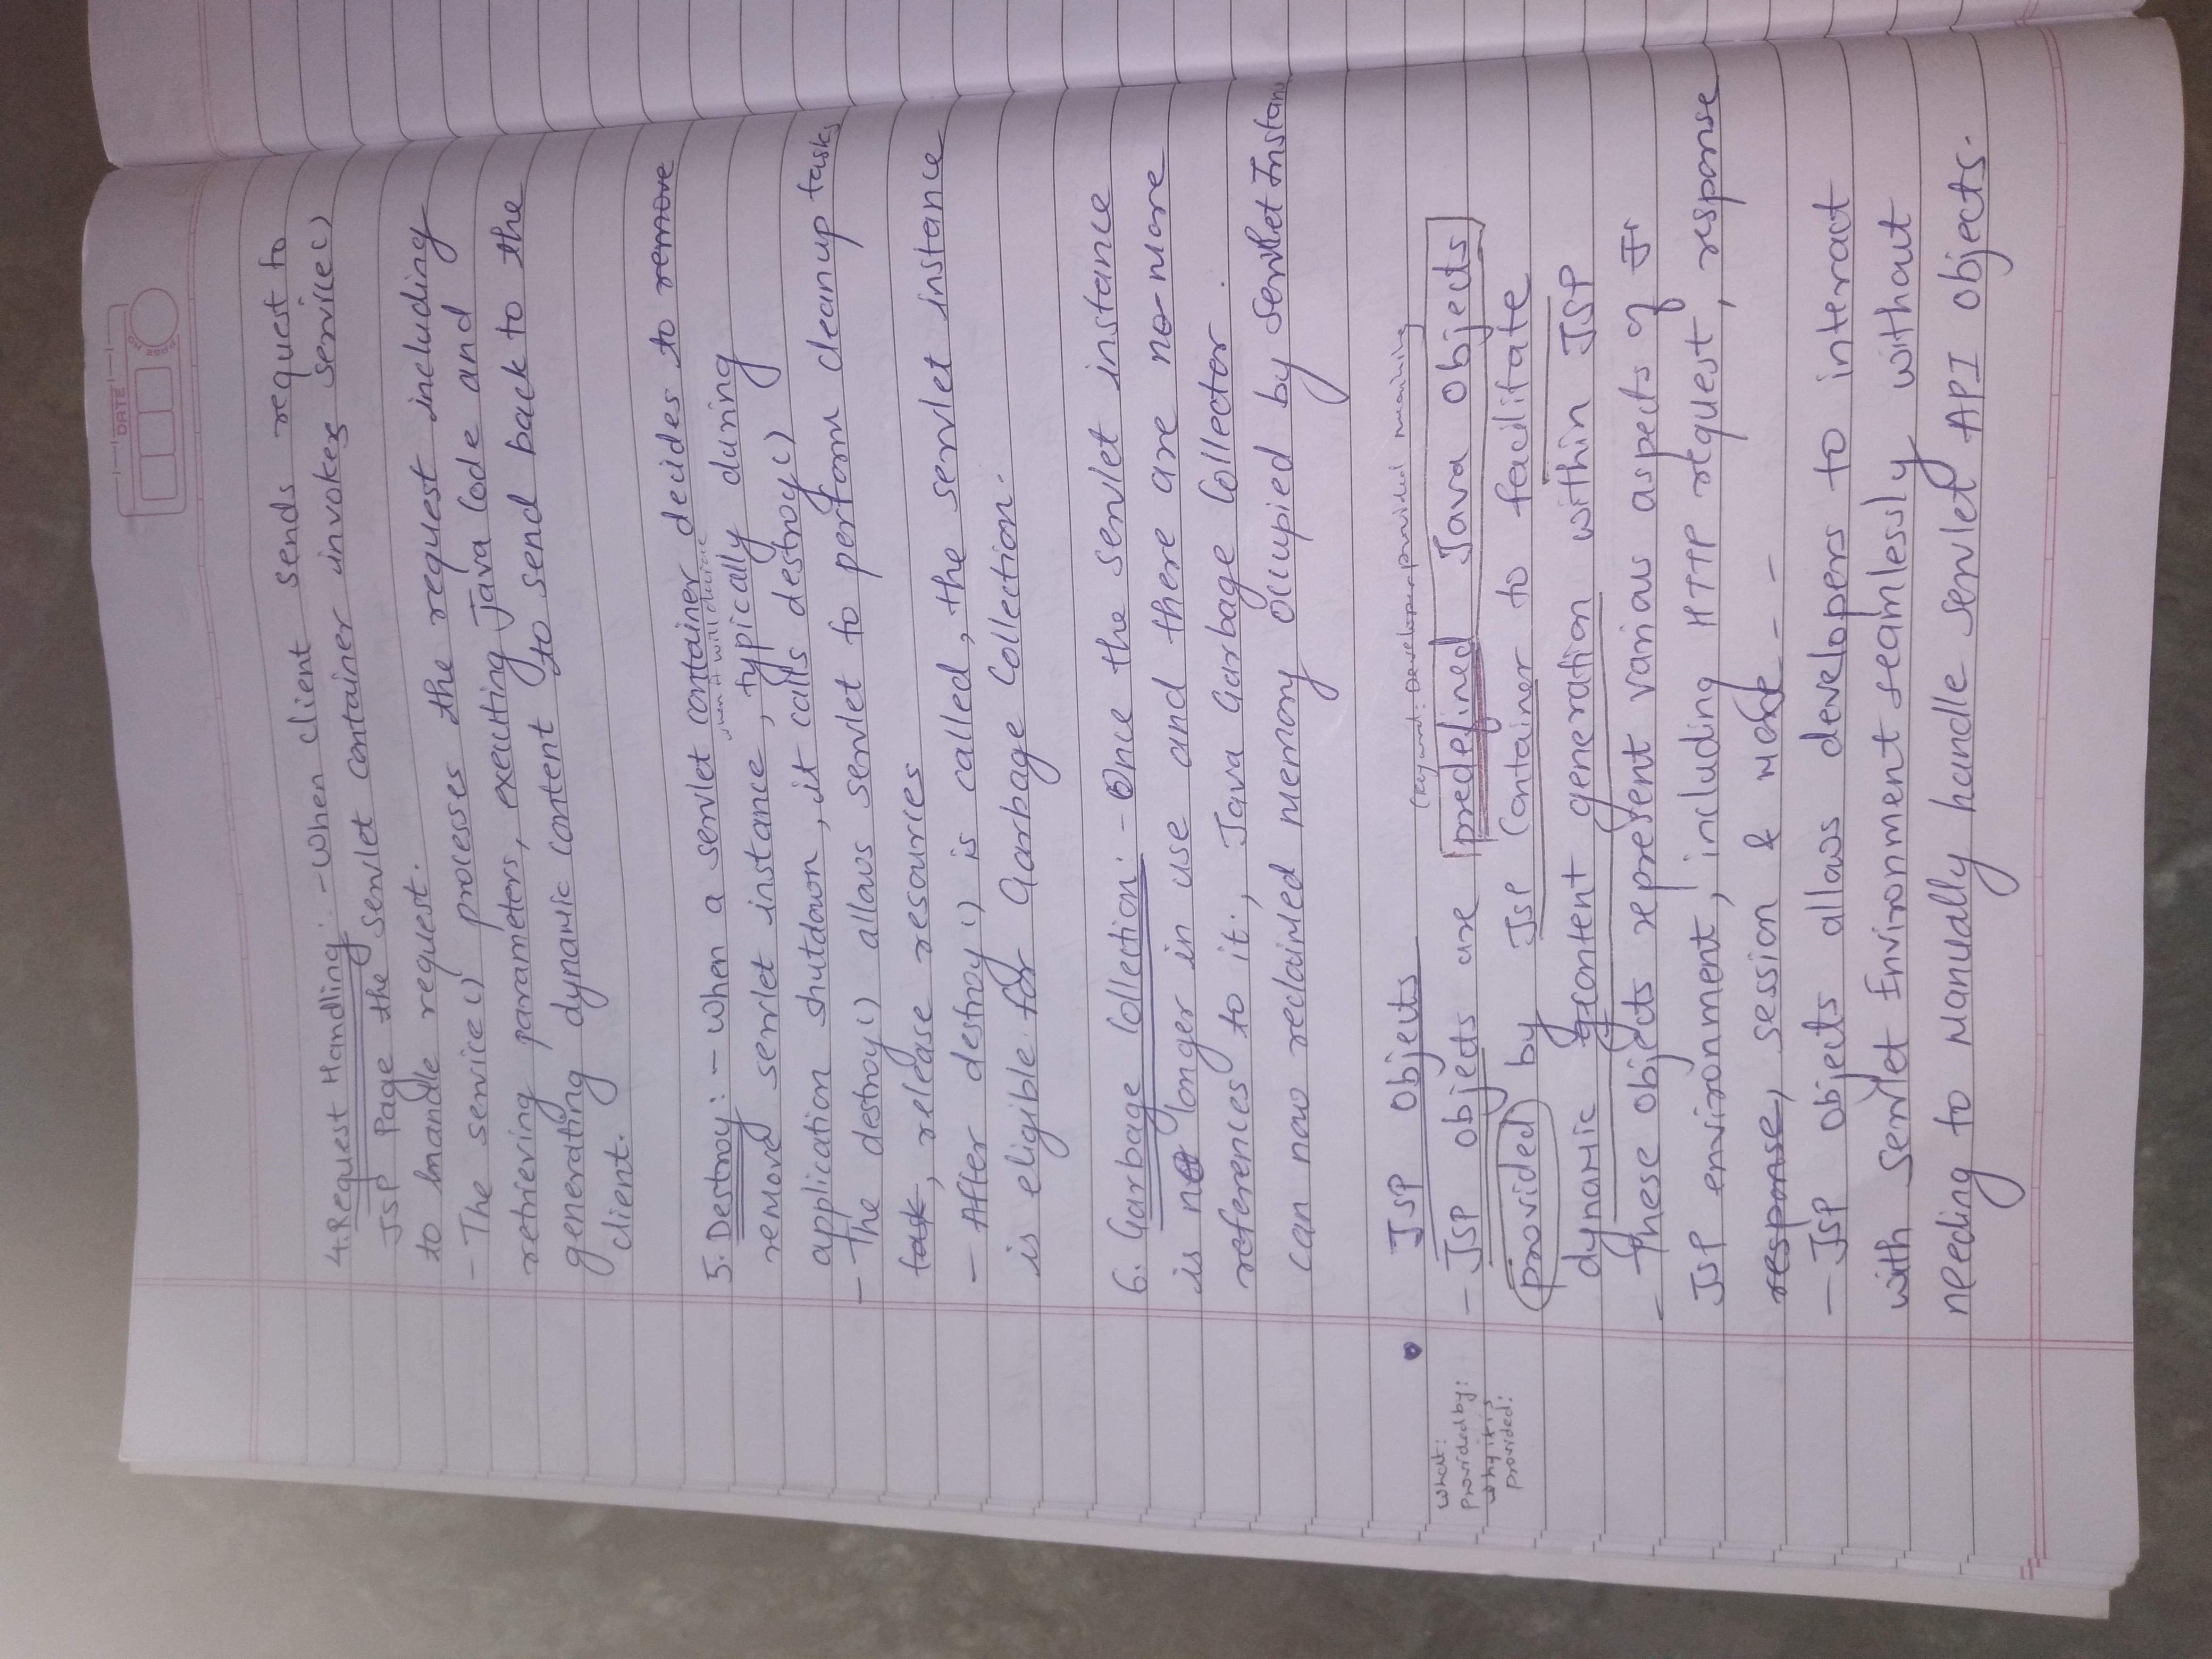 DATE
PAGE NO
4. Request Handling: - When client sends request to
JSP Page the servlet container invokes service()
to handle request.
- The service() processes the request including
retrieving parameters, executing Java Code and
generating dynamic content to send back to the
client.
5. Destroy: - When a servlet container decides to remove
when it will
remove servlet instance, typically during
application shutdown, it calls destroy()
- The destroy() allows servlet to perform cleanup tasks
task, release resources
- After destroy() is called, the servlet instance
is eligible for Garbage Collection.
6. Garbage Collection: - Once the servlet instance
is no longer in use and there are no more
references to it, Java Garbage Collector.
can now reclaimed memory occupied by Servlet Instan
JSP Objects
(Keyword: Developer provided meaning
What:
Provided by:
Why it is
provided:
- JSP objects are predefined Java Objects
provided by JSP Container to facilitate
dynamic content generation within JSP
- These objects represent various aspects of
JSP environment, including HTTP request, response
response, session & more - -
- JSP objects allows developers to interact
with Servlet Environment seamlessly without
needing to manually handle servlet API objects.